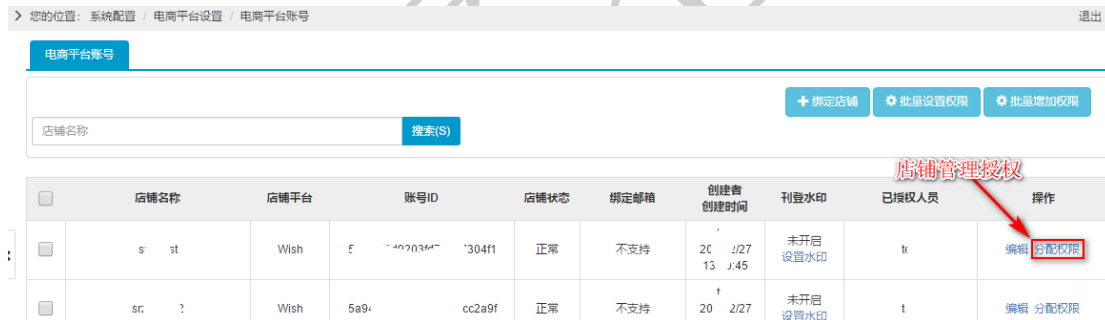 您的位置: 系统配置 / 电商平台设置 / 电商平台账号
退出
电商平台账号
绑定店铺 批量设置权限 批量增加权限
店铺名称 搜索(S)
店铺管理授权
店铺名称 店铺平台 账号ID 店铺状态 绑定邮箱 创建者 刊登水印 已授权人员 操作
创建时间
未开启
Wish 正常 不支持 编辑 分配权限
设置水印
未开启
Wish 5a94 cc2a9f 正常 不支持 编辑 分配权限
设置水印